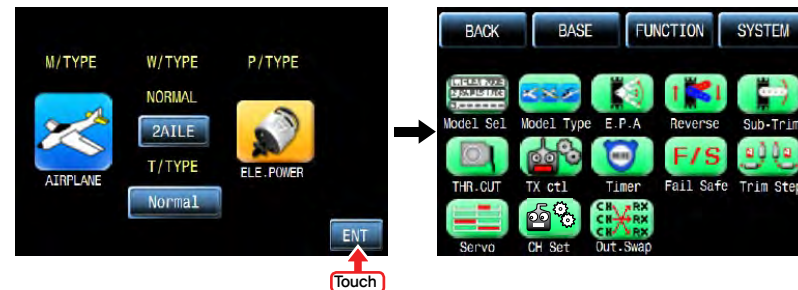 M/TYPE W/TYPE P/TYPE
NORMAL
2AILE
T/TYPE
AIRPLANE ELE.POWER
Normal
ENT
Touch
BACK BASE FUNCTION SYSTEM
Model Sel Model Type E.P.A Reverse Sub-Trim
F/S
THR.CUT TX ctl Timer Fail Safe Trim Step
CH RX
CH RX
CH RX
Servo CH Set Out.Swap